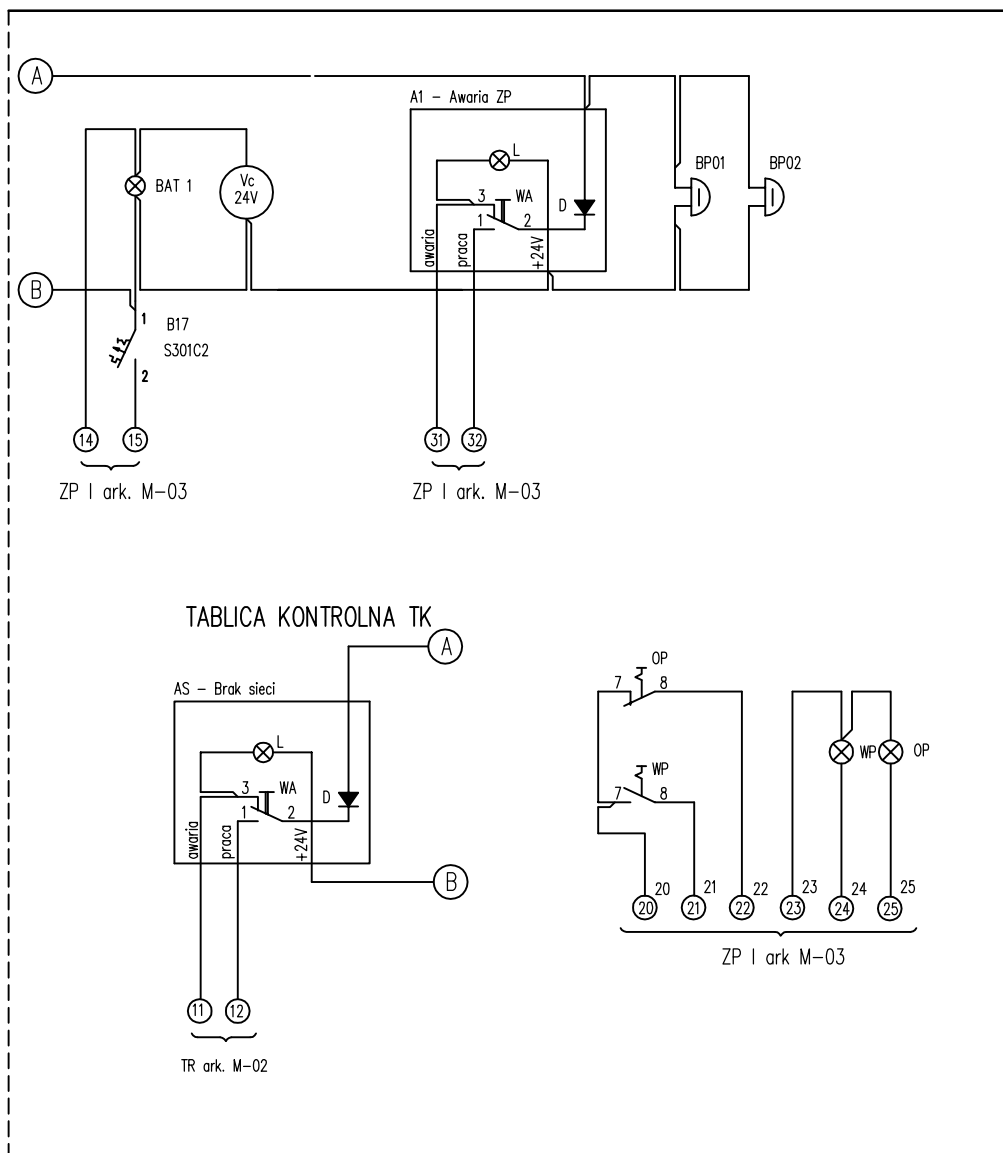 A
A1 – Awaria ZP
L
BP01
BP02
BAT 1
Vc
24V
3
WA
D
1
2
awaria
praca
+24V
B
1
B17
S301C2
2
14
15
31
32
ZP I ark. M–03
ZP I ark. M–03
TABLICA KONTROLNA TK
A
AS – Brak sieci
L
3
WA
D
1
2
awaria
praca
+24V
B
11
12
TR ark. M–02
OP
7
8
WP
7
8
WP
OP
20
21
22
23
24
25
20
21
22
23
24
25
ZP I ark M–03